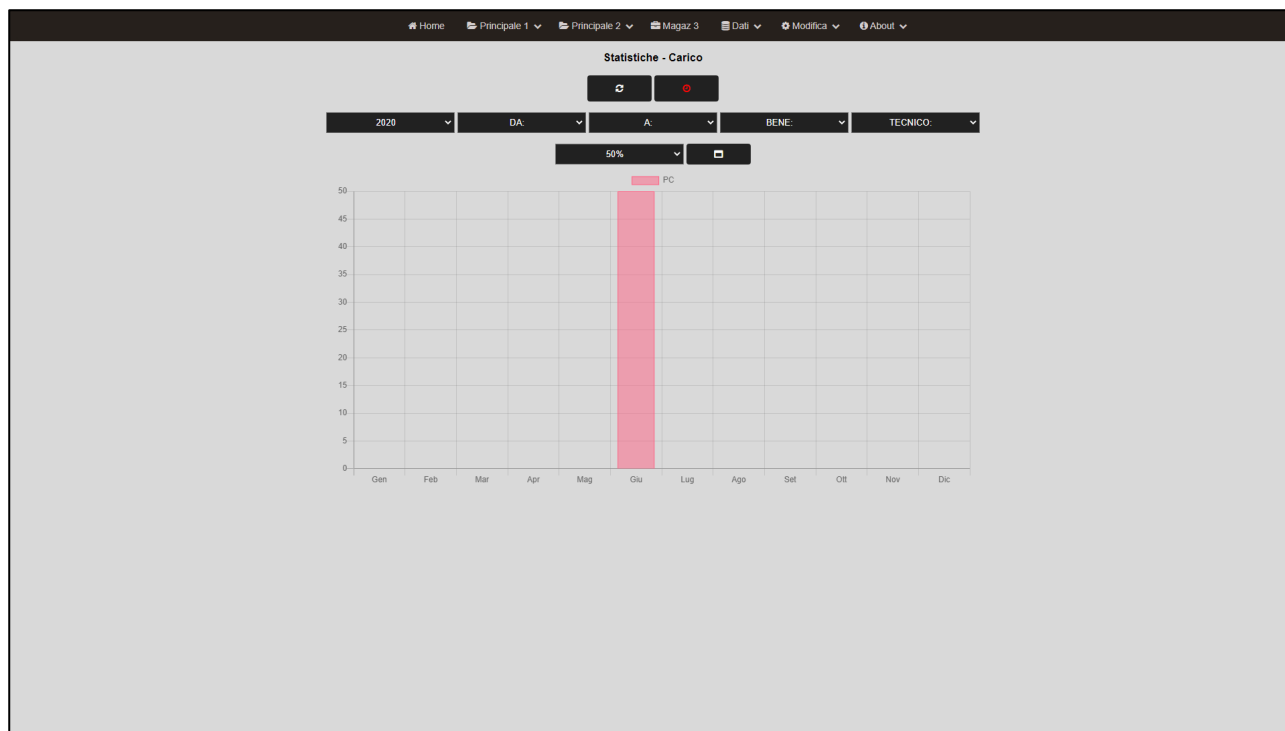 Home Principale 1 Principale 2 Magaz 3 Dati Modifica About
Statistiche - Carico
2020 DA: A: BENE: TECNICO:
50%
PC
50
45
40
35
30
25
20
15
10
5
0
Gen Feb Mar Apr Mag Giu Lug Ago Set Ott Nov Dic